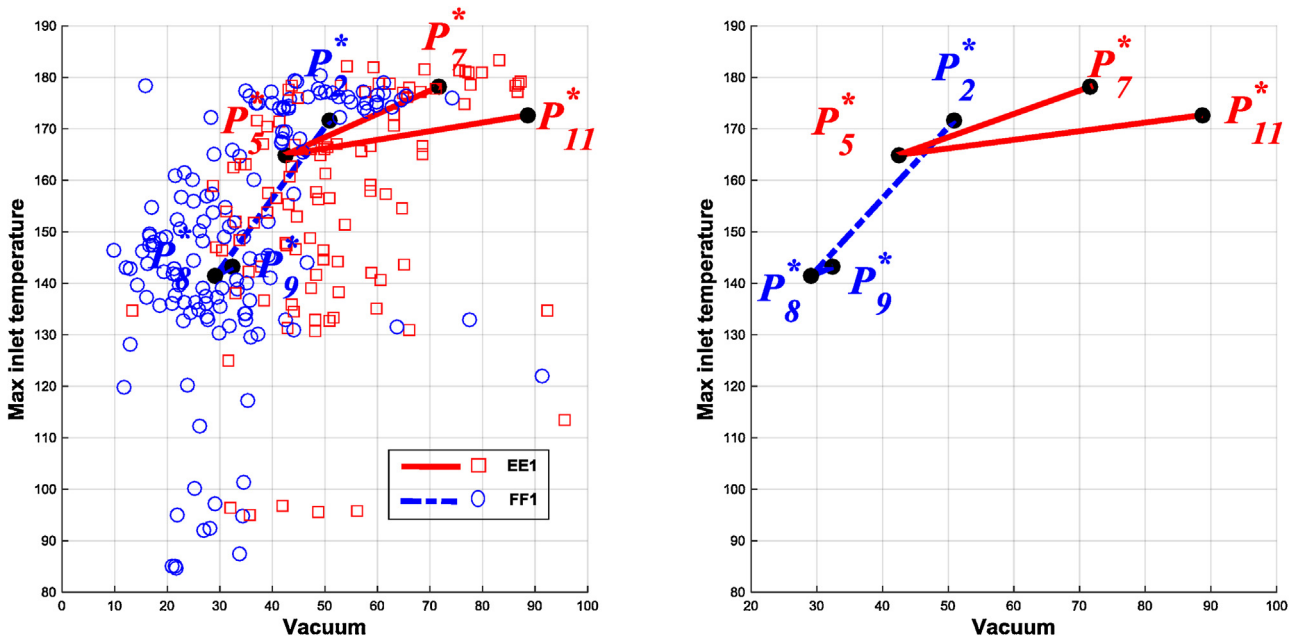 190
180
170
160
150
140
130
120
110
100
90
80
Max inlet temperature
0 10 20 30 40 50 60 70 80 90 100
Vacuum
P*2
P*7
P*5
P*11
P*8
P*9
EE1
FF1
190
180
170
160
150
140
130
120
110
100
90
80
Max inlet temperature
20 30 40 50 60 70 80 90 100
Vacuum
P*2
P*7
P*5
P*11
P*8
P*9